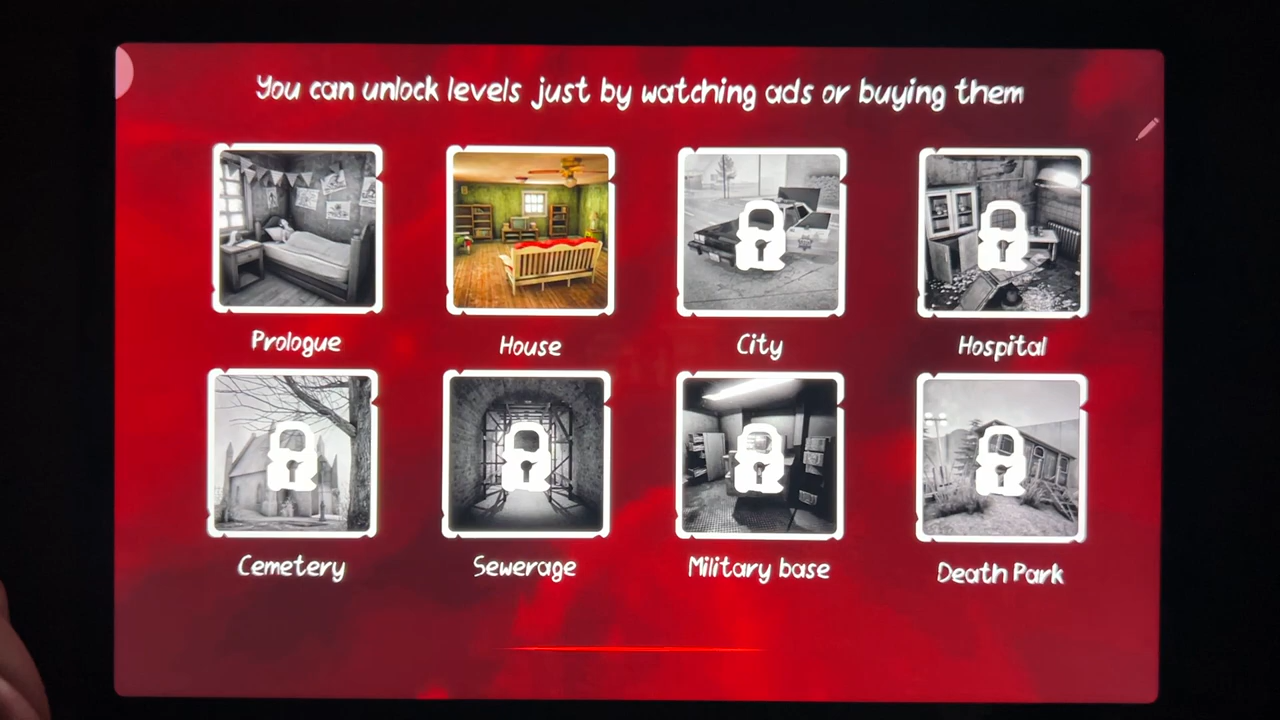 You can unlock levels just by watching ads or buying them
Prologue
House
City
Hospital
Cemetery
Sewerage
Military base
Death Park